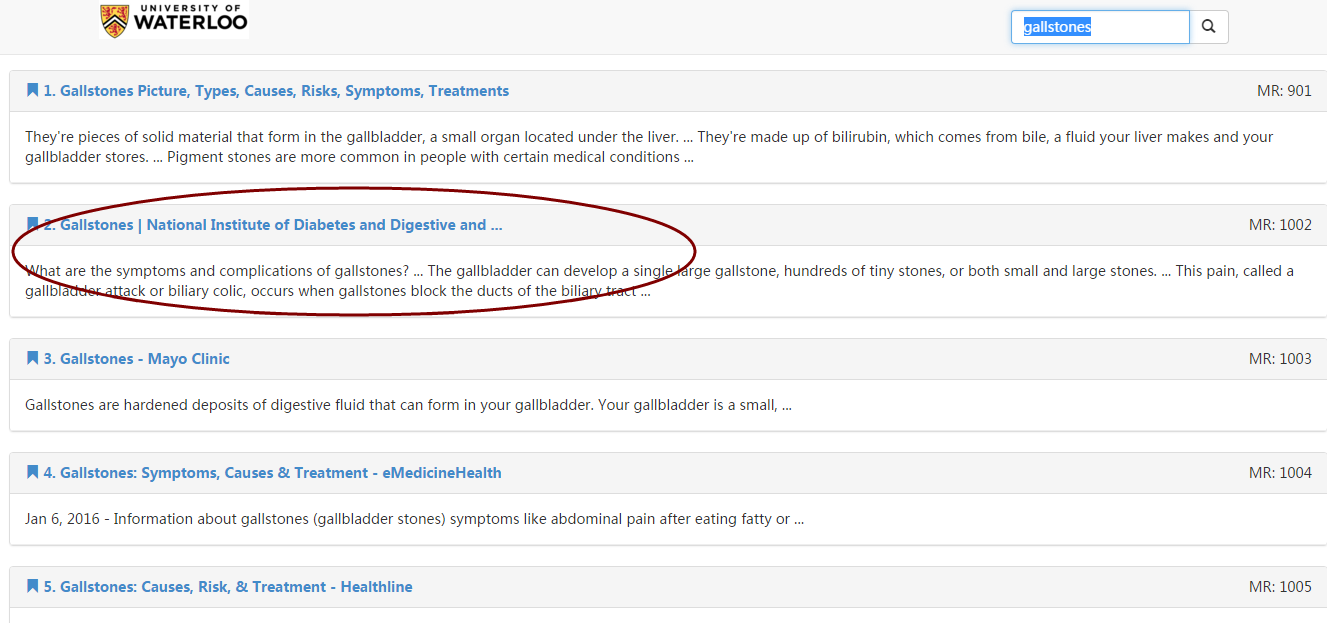 UNIVERSITY OF
WATERLOO
gallstones
1. Gallstones Picture, Types, Causes, Risks, Symptoms, Treatments MR: 901
They're pieces of solid material that form in the gallbladder, a small organ located under the liver. ... They're made up of bilirubin, which comes from bile, a fluid your liver makes and your
gallbladder stores. ... Pigment stones are more common in people with certain medical conditions ...
2. Gallstones | National Institute of Diabetes and Digestive and ... MR: 1002
What are the symptoms and complications of gallstones? ... The gallbladder can develop a single large gallstone, hundreds of tiny stones, or both small and large stones. ... This pain, called a
gallbladder attack or biliary colic, occurs when gallstones block the ducts of the biliary tract ...
3. Gallstones - Mayo Clinic MR: 1003
Gallstones are hardened deposits of digestive fluid that can form in your gallbladder. Your gallbladder is a small, ...
4. Gallstones: Symptoms, Causes & Treatment - eMedicineHealth MR: 1004
Jan 6, 2016 - Information about gallstones (gallbladder stones) symptoms like abdominal pain after eating fatty or ...
5. Gallstones: Causes, Risk, & Treatment - Healthline MR: 1005